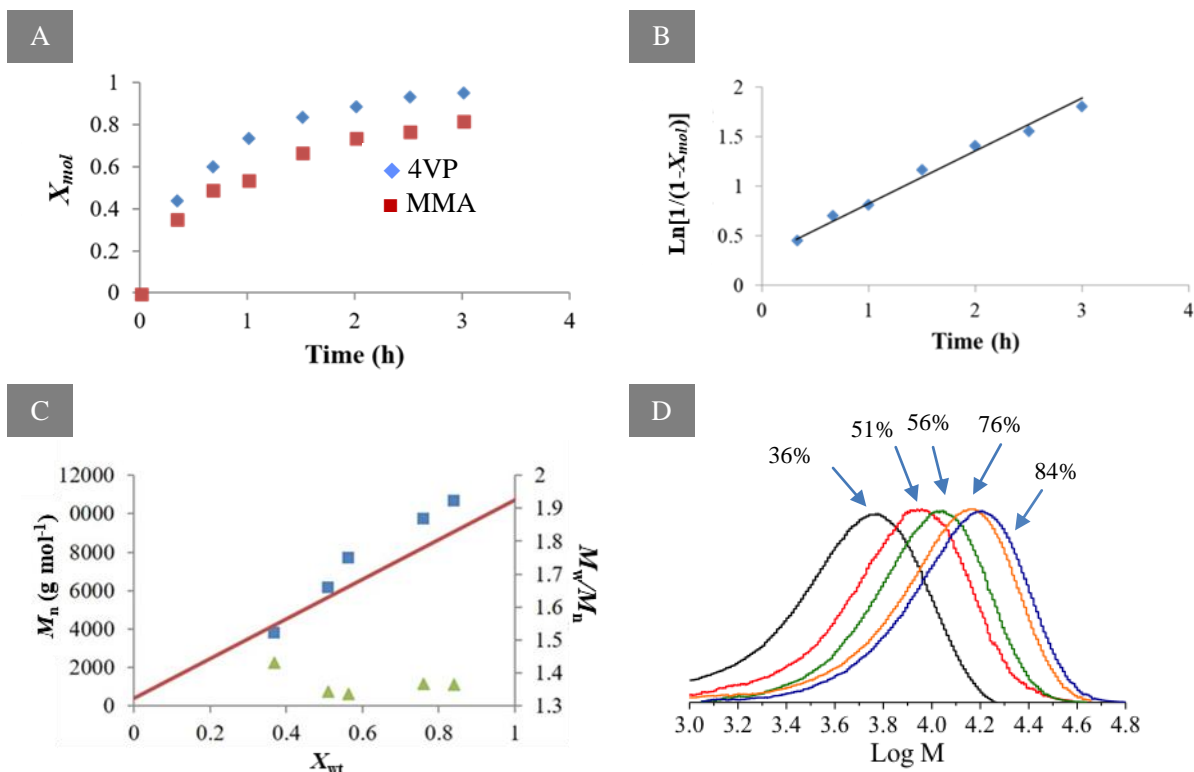 A
X_mol
1
0.8
0.6
0.4
0.2
0
0 1 2 3 4
Time (h)
4VP
MMA
B
Ln[1/(1-X_mol)]
2
1.5
1
0.5
0
0 1 2 3 4
Time (h)
C
M_n (g mol⁻¹)
12000
0000
8000
6000
4000
2000
0
0 0.2 0.4 0.6 0.8 1
X_wt
2
1.9
1.8
1.7
1.6
1.5
1.4
1.3
M_w/M_n
D
36%
51%
56%
76%
84%
3.0 3.2 3.4 3.6 3.8 4.0 4.2 4.4 4.6 4.8
Log M